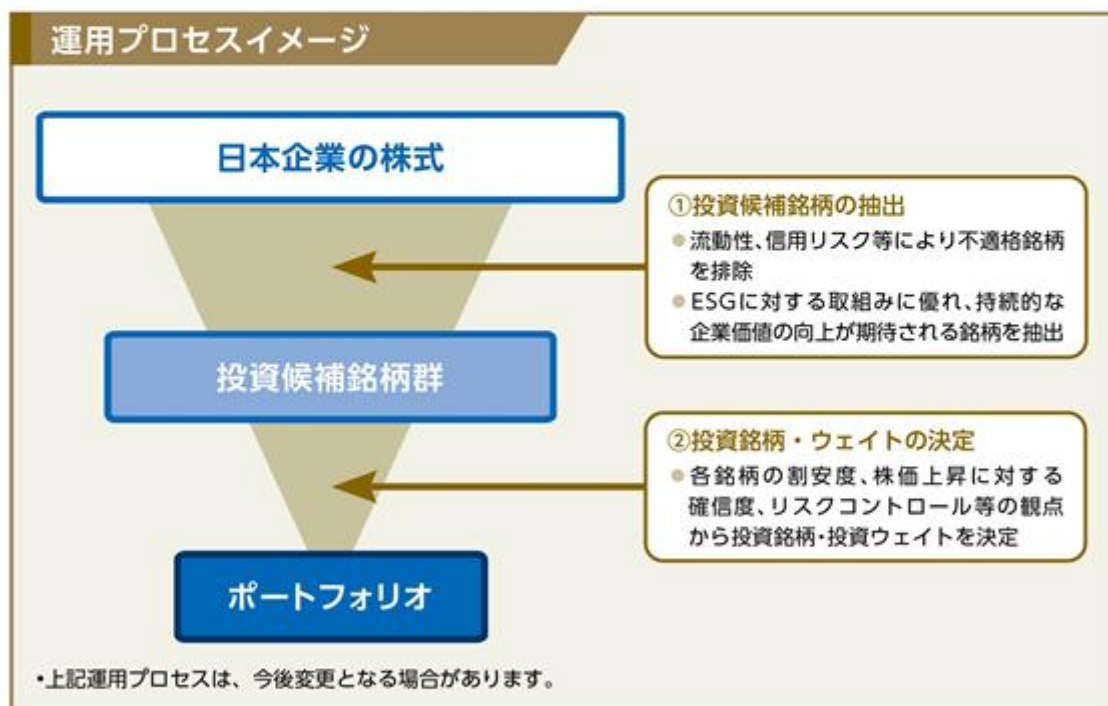 運用プロセスイメージ
日本企業の株式
①投資候補銘柄の抽出
●流動性、信用リスク等により不適格銘柄
を排除
●ESGに対する取組みに優れ、持続的な
企業価値の向上が期待される銘柄を抽出
投資候補銘柄群
②投資銘柄・ウェイトの決定
●各銘柄の割安度、株価上昇に対する
確信度、リスクコントロール等の観点
から投資銘柄・投資ウェイトを決定
ポートフォリオ
•上記運用プロセスは、今後変更となる場合があります。